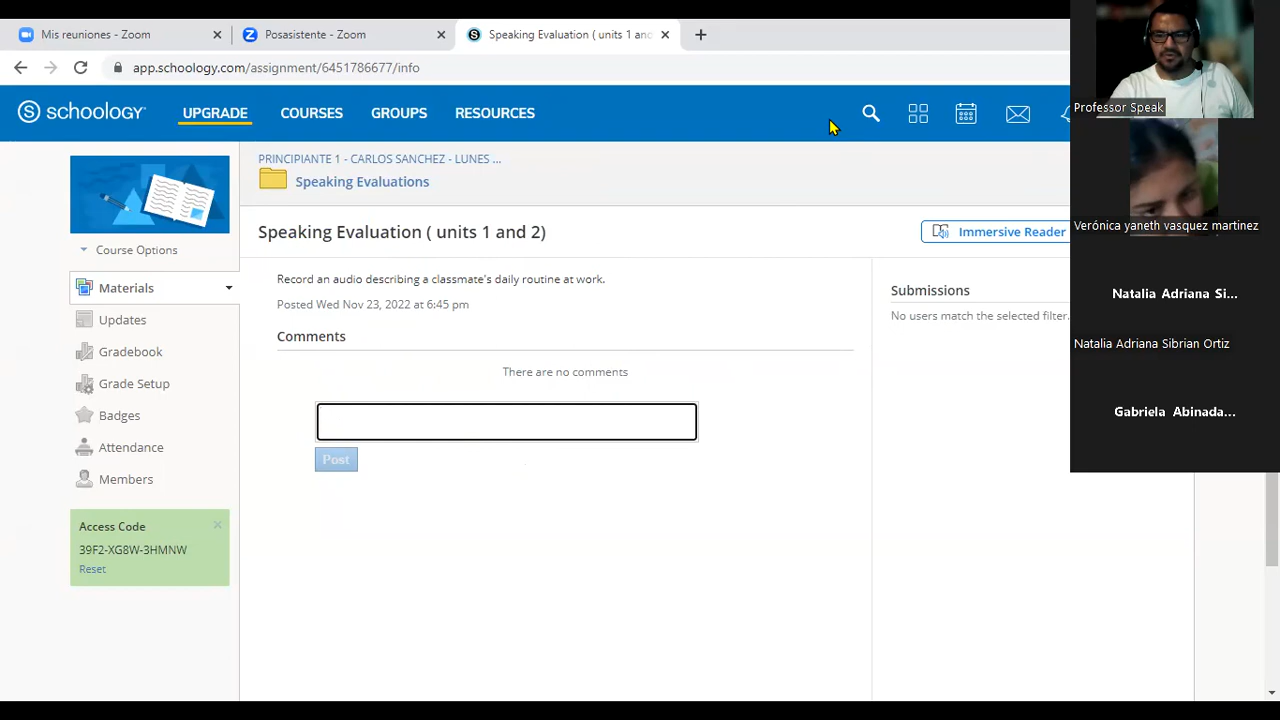 Mis reuniones - Zoom
Posasistente - Zoom
Speaking Evaluation ( units 1 and
app.schoology.com/assignment/6451786677/info
schoology
UPGRADE
COURSES
GROUPS
RESOURCES
PRINCIPIANTE 1 - CARLOS SANCHEZ - LUNES ...
Speaking Evaluations
Speaking Evaluation ( units 1 and 2)
Immersive Reader
Course Options
Materials
Updates
Gradebook
Grade Setup
Badges
Attendance
Members
Access Code
39F2-XG8W-3HMNW
Reset
Record an audio describing a classmate's daily routine at work.
Posted Wed Nov 23, 2022 at 6:45 pm
Comments
There are no comments
Post
Submissions
No users match the selected filter.
Professor Speak
Verónica yaneth vasquez martinez
Natalia Adriana Si...
Natalia Adriana Sibrian Ortiz
Gabriela Abinada...